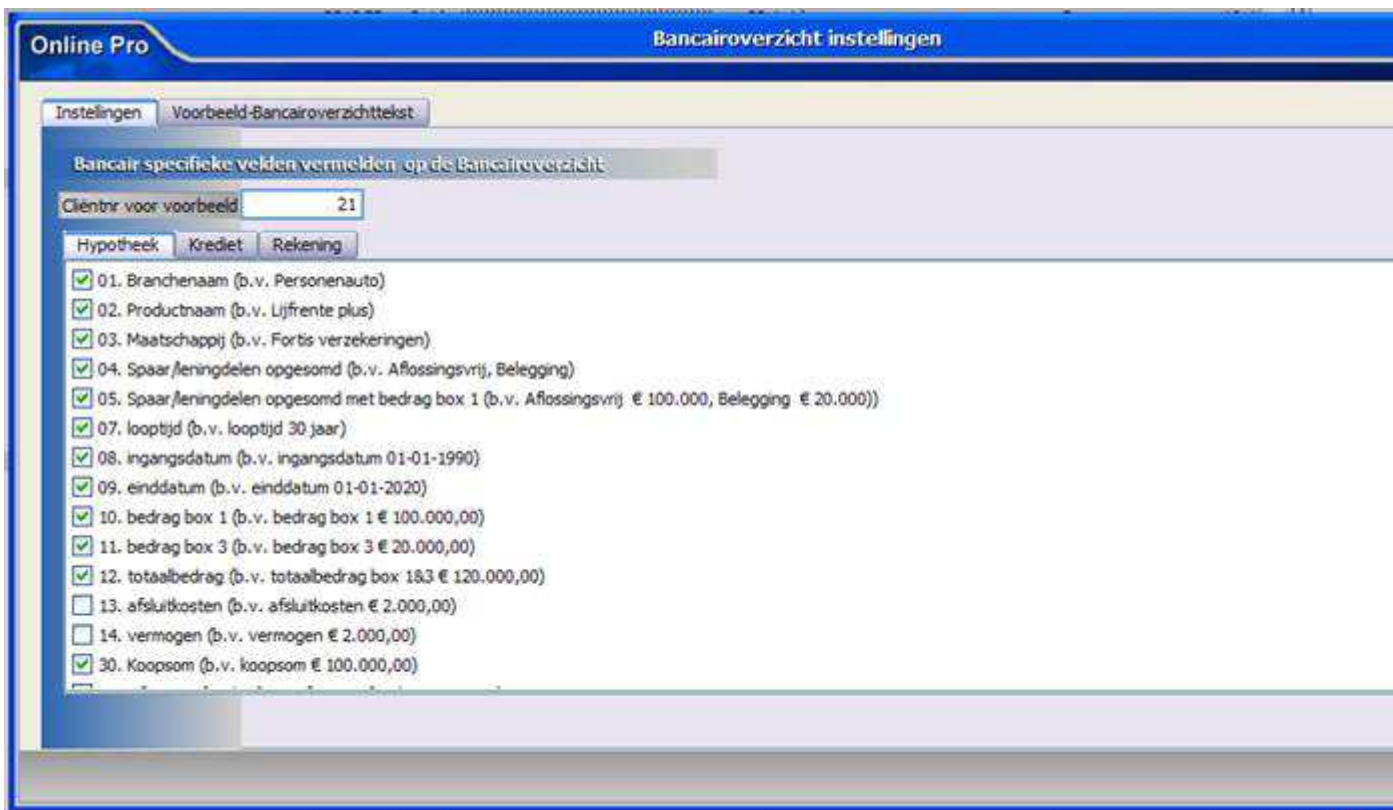 Online Pro
Bancairoverzicht instellingen
Instellingen Voorbeeld-Bancairoverzichttekst
Bancair specifieke velden vermelden op de Bancairoverzicht
Cliëntnr voor voorbeeld 21
Hypotheek Krediet Rekening
01. Branchenaam (b.v. Personenauto)
02. Productnaam (b.v. Lijfrente plus)
03. Maatschappij (b.v. Fortis verzekeringen)
04. Spaar/leningdelen opgesomd (b.v. Aflossingsvrij, Belegging)
05. Spaar/leningdelen opgesomd met bedrag box 1 (b.v. Aflossingsvrij € 100.000, Belegging € 20.000))
07. looptijd (b.v. looptijd 30 jaar)
08. ingangsdatum (b.v. ingangsdatum 01-01-1990)
09. einddatum (b.v. einddatum 01-01-2020)
10. bedrag box 1 (b.v. bedrag box 1 € 100.000,00)
11. bedrag box 3 (b.v. bedrag box 3 € 20.000,00)
12. totaalbedrag (b.v. totaalbedrag box 1&3 € 120.000,00)
13. afsluitkosten (b.v. afsluitkosten € 2.000,00)
14. vermogen (b.v. vermogen € 2.000,00)
30. Koopsom (b.v. koopsom € 100.000,00)